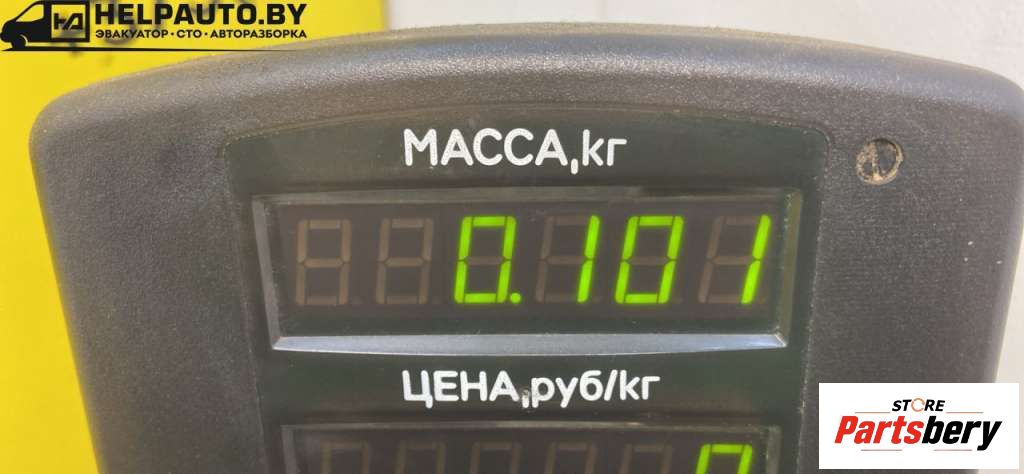 HELPAUTO.BY
ЭВАКУАТОР · СТО · АВТОРАЗБОРКА
МАССА,кг
0.101
ЦЕНА,руб/кг
STORE
Partsbery